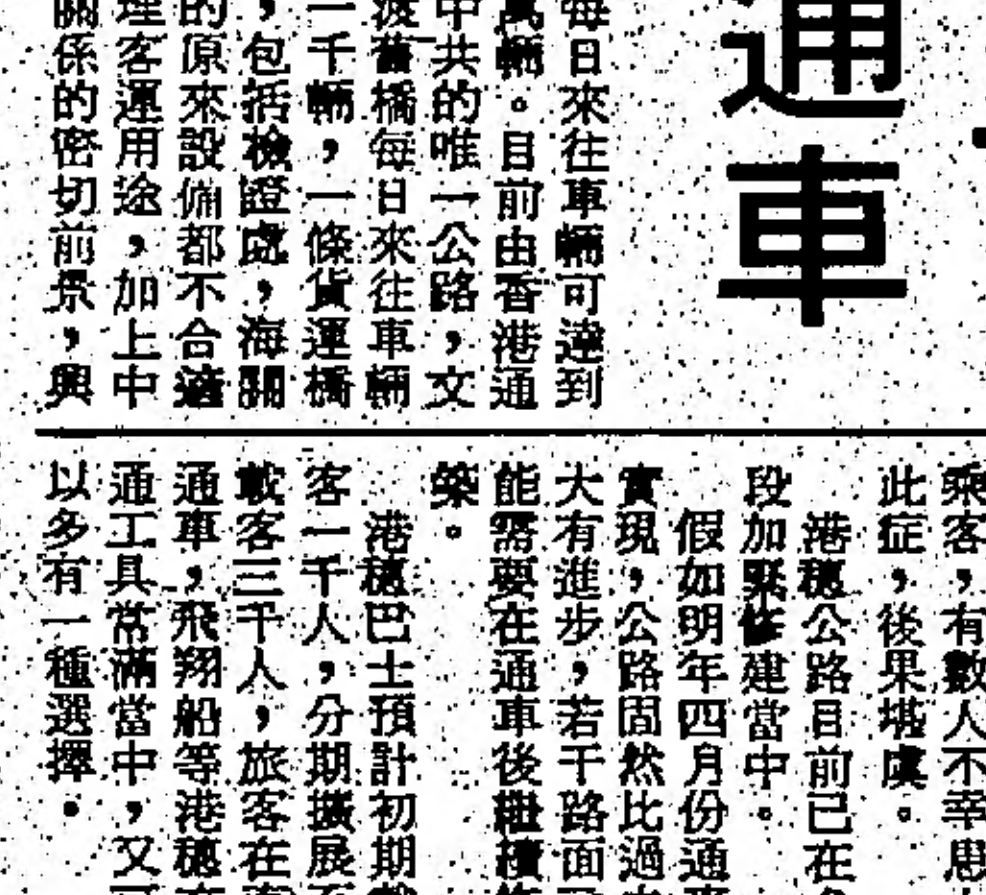 通車
每日來往車輛可達到
萬輛。目前由香港通
中共的唯一公路，文
渡舊橋每日來往車輛
一千輛，一條貨運橋
，包括檢證處，海關
的原來設備都不合適
理客運用途，加上中
關係的密切前景，興
乘客，有數人不幸患
此症，後果堪虞。
港穗公路目前已在
段加緊修建當中。
假如明年四月份通
實現，公路固然比過
大有進步，若干路面
能需要在通車後繼續
築。
港穗巴士預計初期
客一千人，分期擴展
載客三千人，旅客在
通車，飛翔船等港穗
通工具常滿當中，又
以多有一種選擇。